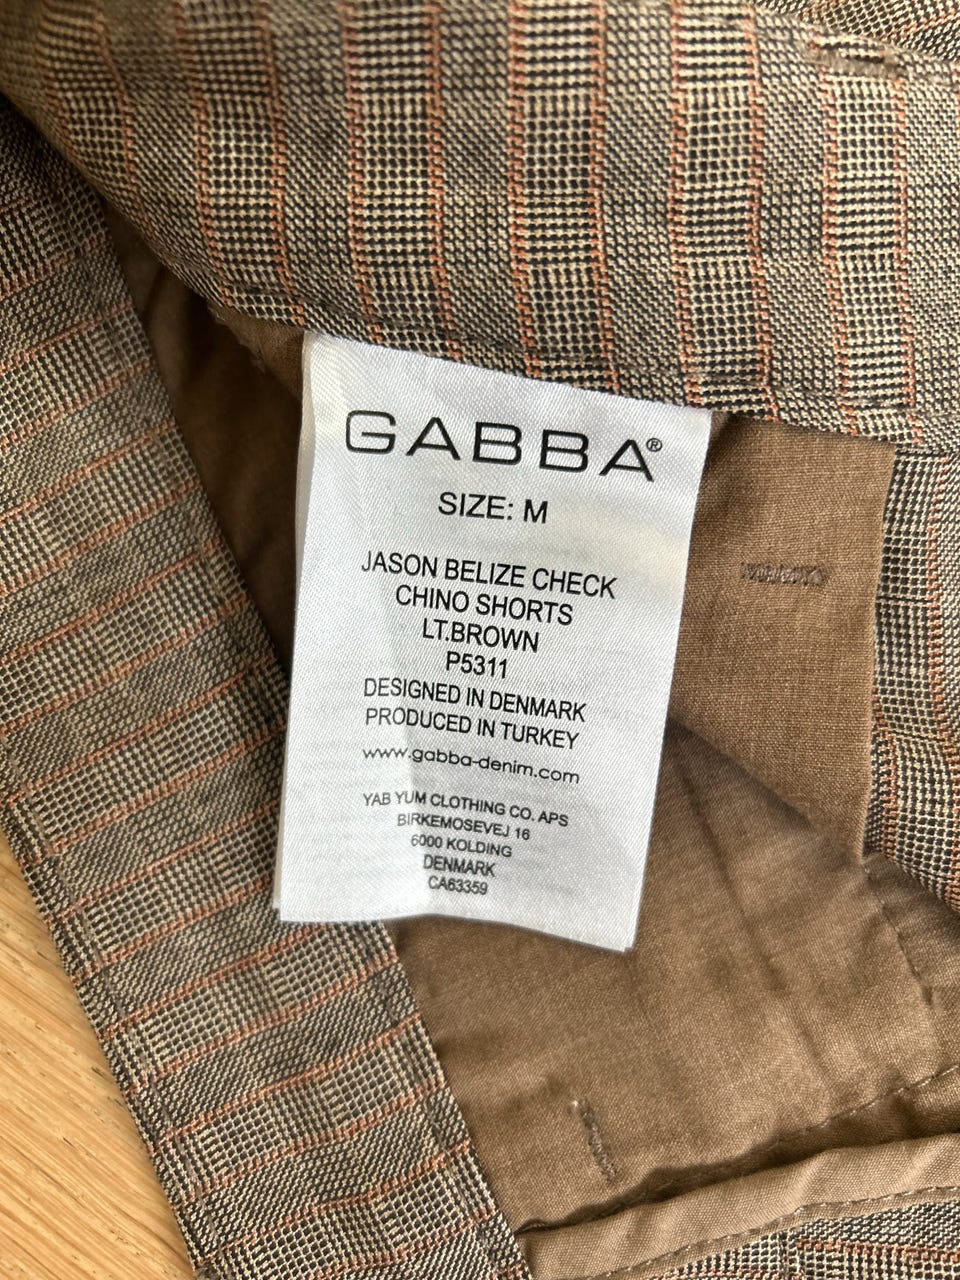 GABBA®
SIZE: M
JASON BELIZE CHECK
CHINO SHORTS
LT.BROWN
P5311
DESIGNED IN DENMARK
PRODUCED IN TURKEY
www.gabba-denim.com
YAB YUM CLOTHING CO. APS
BIRKEMOSEVEJ 16
6000 KOLDING
DENMARK
CA63359